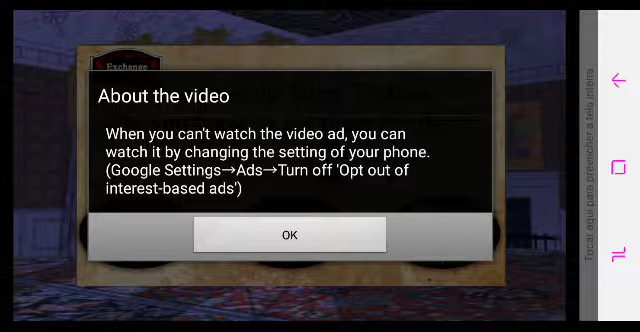 Exchange
About the video
When you can't watch the video ad, you can
watch it by changing the setting of your phone.
(Google Settings→Ads→Turn off 'Opt out of
interest-based ads')
OK
Tocar aqui para preencher a tela inteira